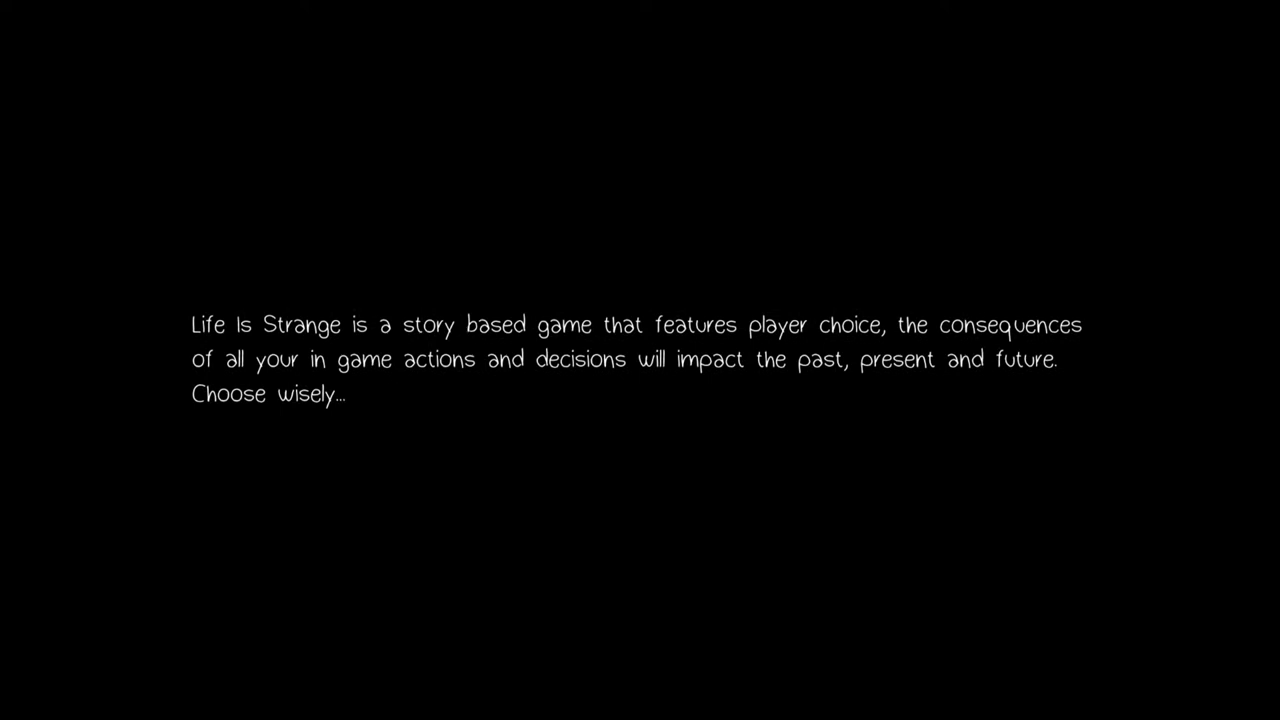 Life Is Strange is a story based game that features player choice, the consequences
of all your in game actions and decisions will impact the past, present and future.
Choose wisely...